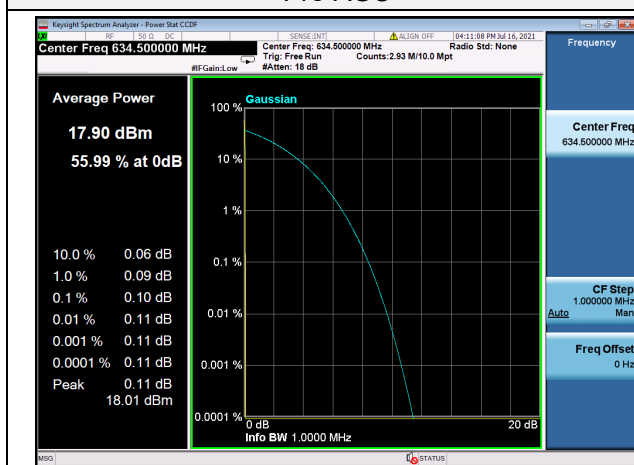 Keysight Spectrum Analyzer - Power Stat CCDF
RF 50 Ω DC SENSE:INT ALIGN OFF 04:11:08 PM Jul 16, 2021
Center Freq 634.500000 MHz
Center Freq: 634.500000 MHz Radio Std: None
Trig: Free Run Counts:2.93 M/10.0 Mpt
#IFGain:Low #Atten: 18 dB
Frequency
Average Power
17.90 dBm
55.99 % at 0dB
10.0 % 0.06 dB
1.0 % 0.09 dB
0.1 % 0.10 dB
0.01 % 0.11 dB
0.001 % 0.11 dB
0.0001 % 0.11 dB
Peak 0.11 dB
18.01 dBm
Gaussian
100 %
10 %
1 %
0.1 %
0.01 %
0.001 %
0.0001 %
0 dB 20 dB
Info BW 1.0000 MHz
Center Freq
634.500000 MHz
CF Step
1.000000 MHz
Auto Man
Freq Offset
0 Hz
MSG STATUS